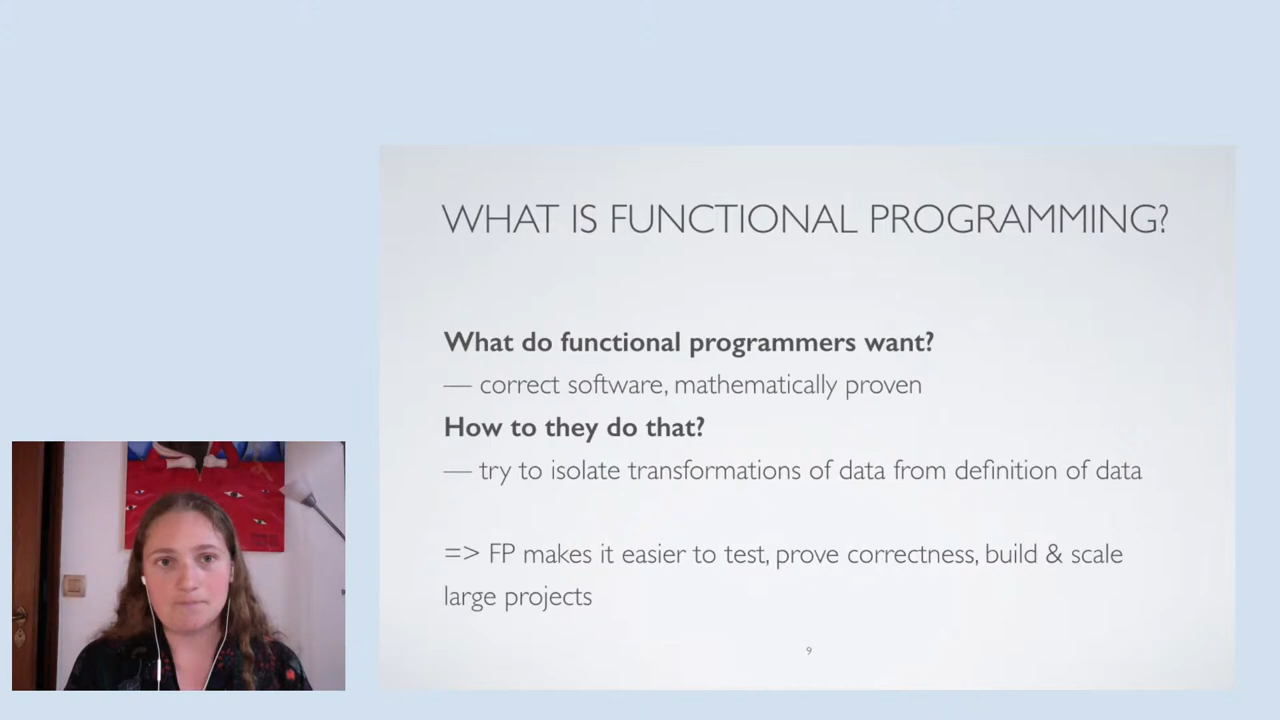 WHAT IS FUNCTIONAL PROGRAMMING?
What do functional programmers want?
— correct software, mathematically proven
How to they do that?
— try to isolate transformations of data from definition of data
=> FP makes it easier to test, prove correctness, build & scale
large projects
9